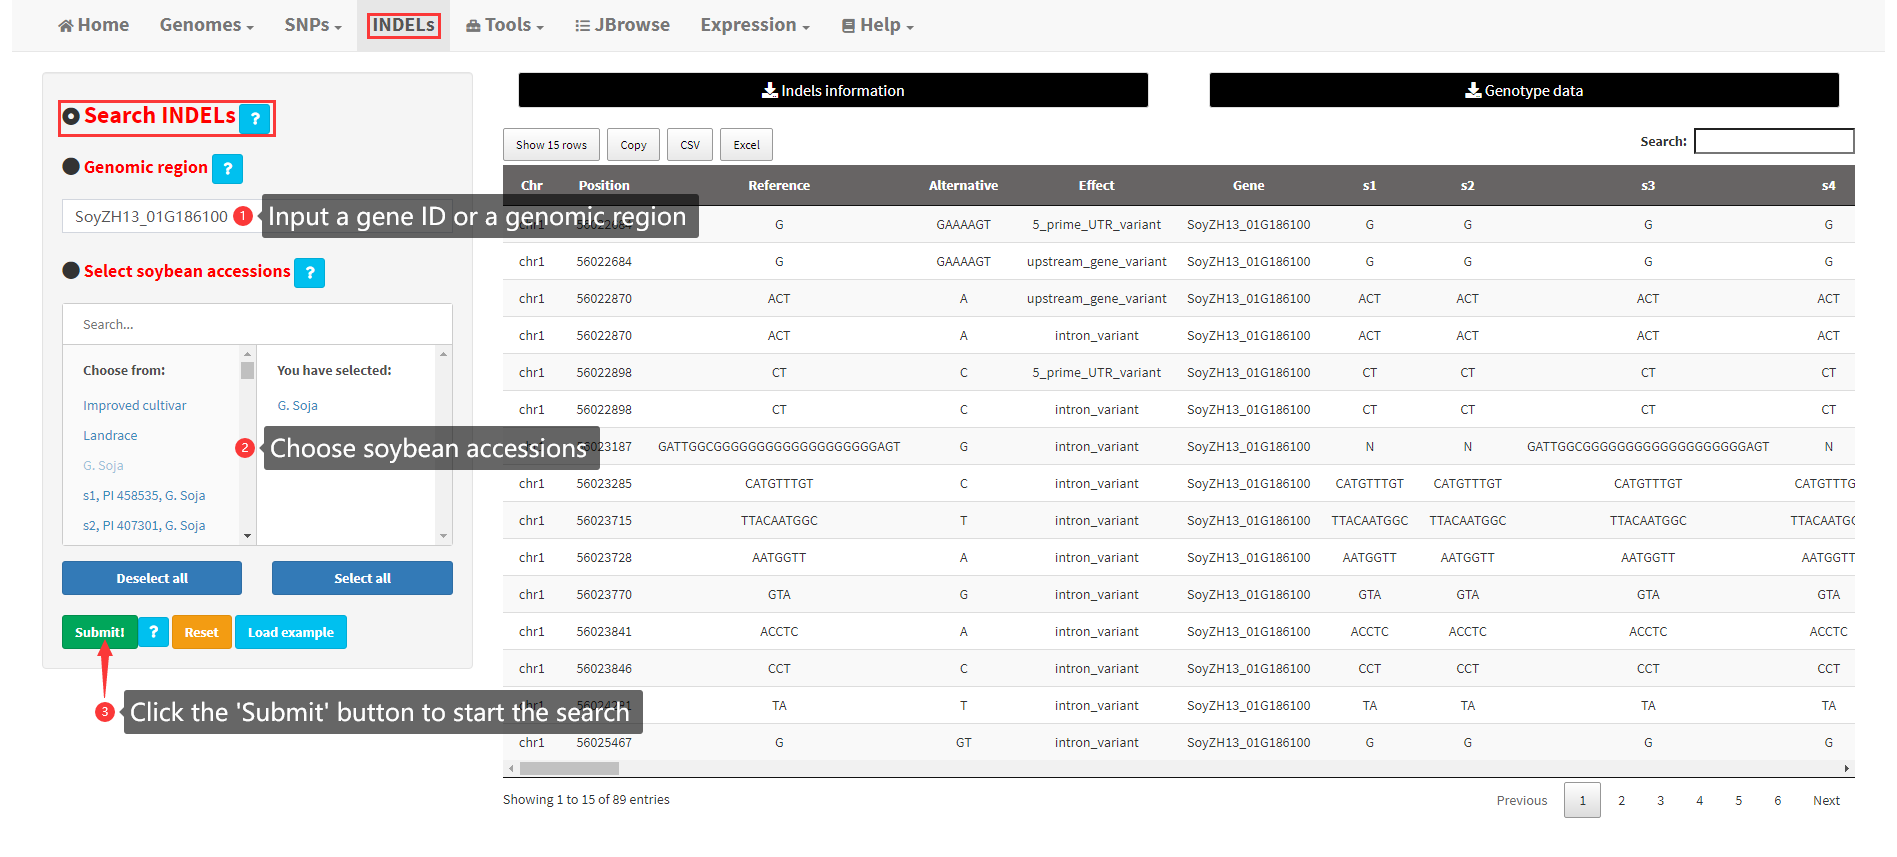 Home Genomes SNPs INDELs Tools JBrowse Expression Help
Search INDELs ?
Genomic region ?
SoyZH13_01G186100 1 Input a gene ID or a genomic region
Select soybean accessions ?
Search...
Choose from:
Improved cultivar
Landrace
G. Soja
s1, PI 458535, G. Soja
s2, PI 407301, G. Soja
You have selected:
G. Soja
2 Choose soybean accessions
Deselect all Select all
Submit! ? Reset Load example
3 Click the 'Submit' button to start the search
Indels information Genotype data
Show 15 rows Copy CSV Excel Search:
Chr Position Reference Alternative Effect Gene s1 s2 s3 s4
chr1 G GAAAAGT 5_prime_UTR_variant SoyZH13_01G186100 G G G G
chr1 56022684 G GAAAAGT upstream_gene_variant SoyZH13_01G186100 G G G G
chr1 56022870 ACT A upstream_gene_variant SoyZH13_01G186100 ACT ACT ACT ACT
chr1 56022870 ACT A intron_variant SoyZH13_01G186100 ACT ACT ACT ACT
chr1 56022898 CT C 5_prime_UTR_variant SoyZH13_01G186100 CT CT CT CT
chr1 56022898 CT C intron_variant SoyZH13_01G186100 CT CT CT CT
56023187 GATTGGCGGGGGGGGGGGGGGGGGGGAGT G intron_variant SoyZH13_01G186100 N N GATTGGCGGGGGGGGGGGGGGGGGGGAGT N
chr1 56023285 CATGTTTGT C intron_variant SoyZH13_01G186100 CATGTTTGT CATGTTTGT CATGTTTGT CATGTTTG
chr1 56023715 TTACAATGGC T intron_variant SoyZH13_01G186100 TTACAATGGC TTACAATGGC TTACAATGGC TTACAATGC
chr1 56023728 AATGGTT A intron_variant SoyZH13_01G186100 AATGGTT AATGGTT AATGGTT AATGGTT
chr1 56023770 GTA G intron_variant SoyZH13_01G186100 GTA GTA GTA GTA
chr1 56023841 ACCTC A intron_variant SoyZH13_01G186100 ACCTC ACCTC ACCTC ACCTC
chr1 56023846 CCT C intron_variant SoyZH13_01G186100 CCT CCT CCT CCT
TA T intron_variant SoyZH13_01G186100 TA TA TA TA
chr1 56025467 G GT intron_variant SoyZH13_01G186100 G G G G
Showing 1 to 15 of 89 entries Previous 1 2 3 4 5 6 Next